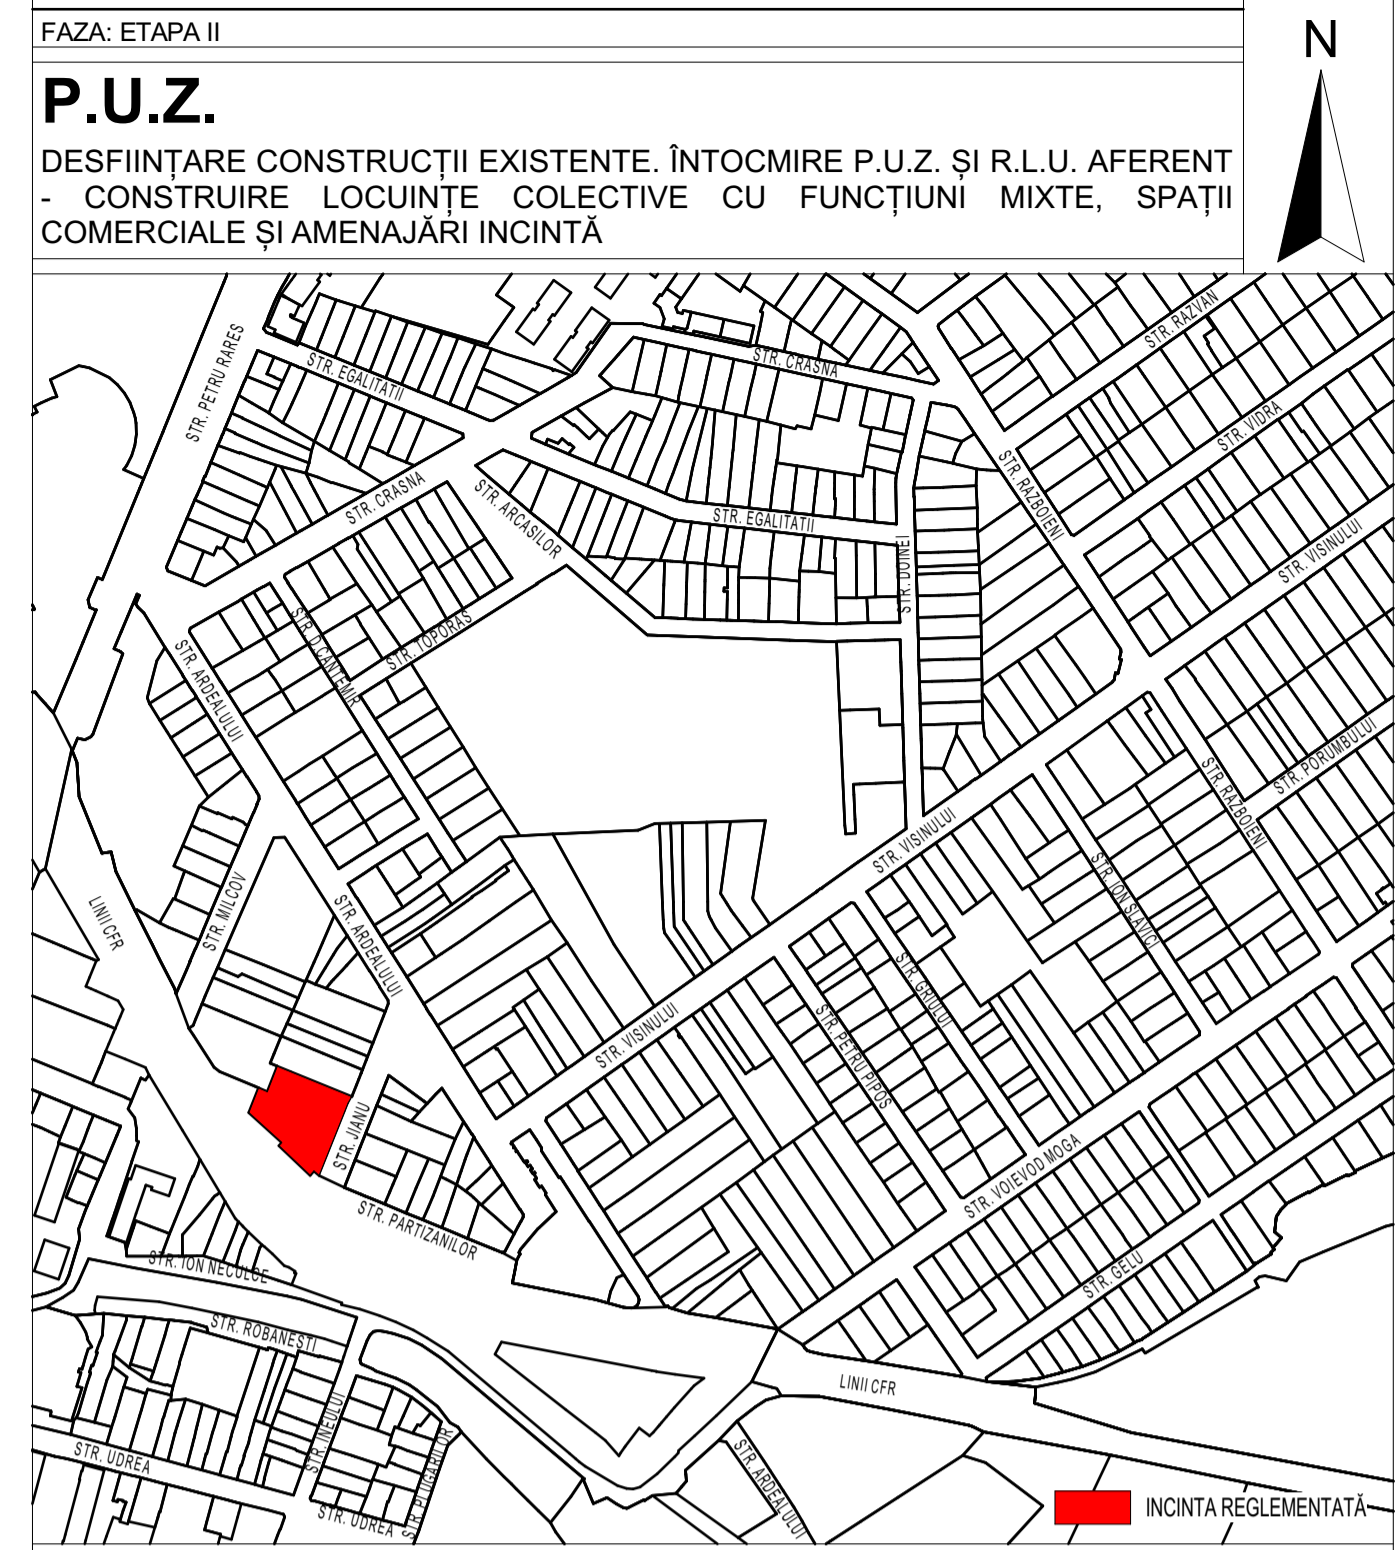 FAZA: ETAPA II
N
P.U.Z.
DESFIINȚARE CONSTRUCȚII EXISTENTE. ÎNTOCMIRE P.U.Z. ȘI R.L.U. AFERENT
- CONSTRUIRE LOCUINȚE COLECTIVE CU FUNCȚIUNI MIXTE, SPAȚII
COMERCIALE ȘI AMENAJĂRI INCINTĂ
STR. RAZVAN
STR. PETRU RARES
STR. CRASNA
STR. EGALITATII
STR. VIDRA
STR. CRASNA
STR. ARCASILOR
STR. RAZBOIENI
STR. EGALITATII
STR. VISINULUI
STR. DOINEI
STR. D.CANTEMIR
STR. TOPORAS
STR. ARDEALULUI
STR. PORUMBULUI
STR. RAZBOIENI
STR. VISINULUI
STR. ION SLAVICI
STR. MILCOV
LINII CFR
STR. ARDEALULUI
STR. GRIULUI
STR. VISINULUI
STR. PETRU PIPOS
STR. JIANU
STR. VOIEVOD MOGA
STR. PARTIZANILOR
STR. ION NECULCE
STR. GELU
STR. ROBANESTI
LINII CFR
STR. INEULUI
STR. UDREA
STR. PLUGARILOR
STR. ARDEALULUI
STR. UDREA
INCINTA REGLEMENTATĂ